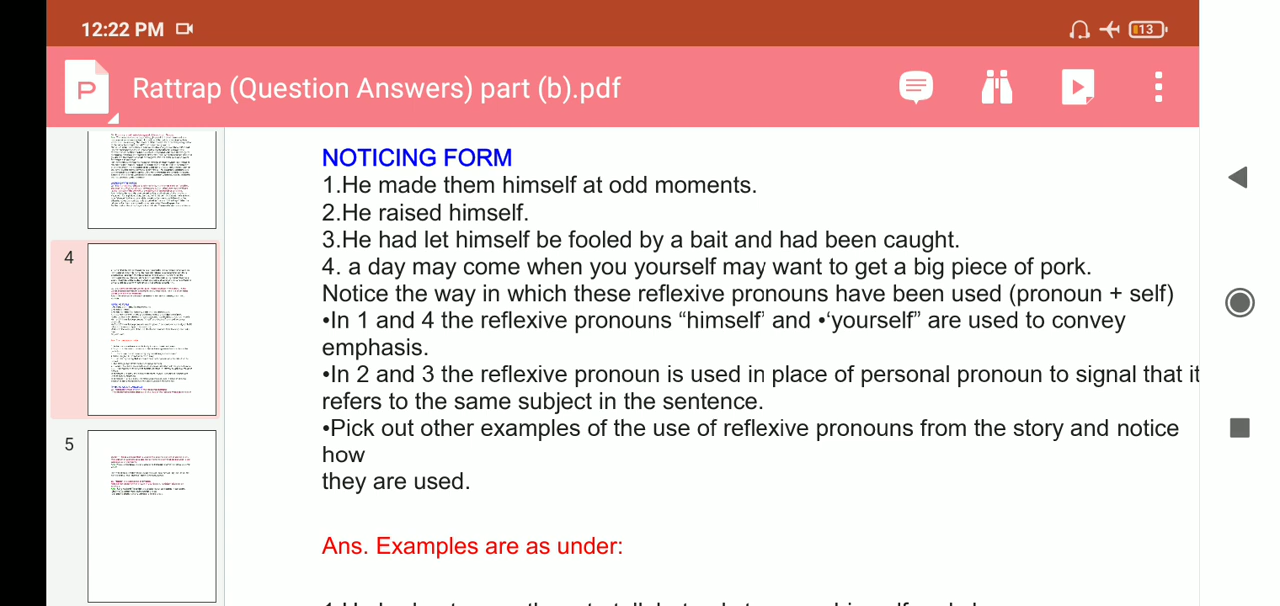 12:22 PM
13
P
Rattrap (Question Answers) part (b).pdf
4
5
NOTICING FORM
1.He made them himself at odd moments.
2.He raised himself.
3.He had let himself be fooled by a bait and had been caught.
4. a day may come when you yourself may want to get a big piece of pork.
Notice the way in which these reflexive pronouns have been used (pronoun + self)
•In 1 and 4 the reflexive pronouns “himself’ and •‘yourself” are used to convey
emphasis.
•In 2 and 3 the reflexive pronoun is used in place of personal pronoun to signal that it
refers to the same subject in the sentence.
•Pick out other examples of the use of reflexive pronouns from the story and notice
how
they are used.
Ans. Examples are as under: